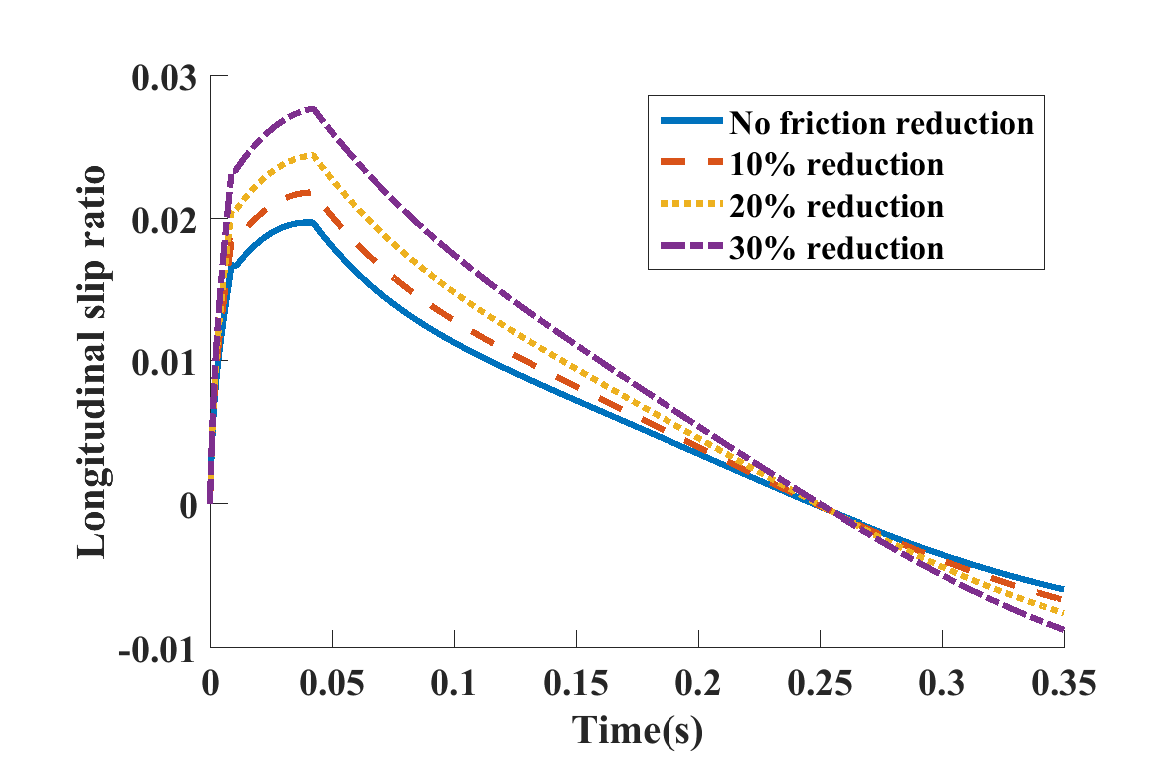 0.03
0.02
0.01
0
-0.01
Longitudinal slip ratio
No friction reduction
10% reduction
20% reduction
30% reduction
0 0.05 0.1 0.15 0.2 0.25 0.3 0.35
Time(s)